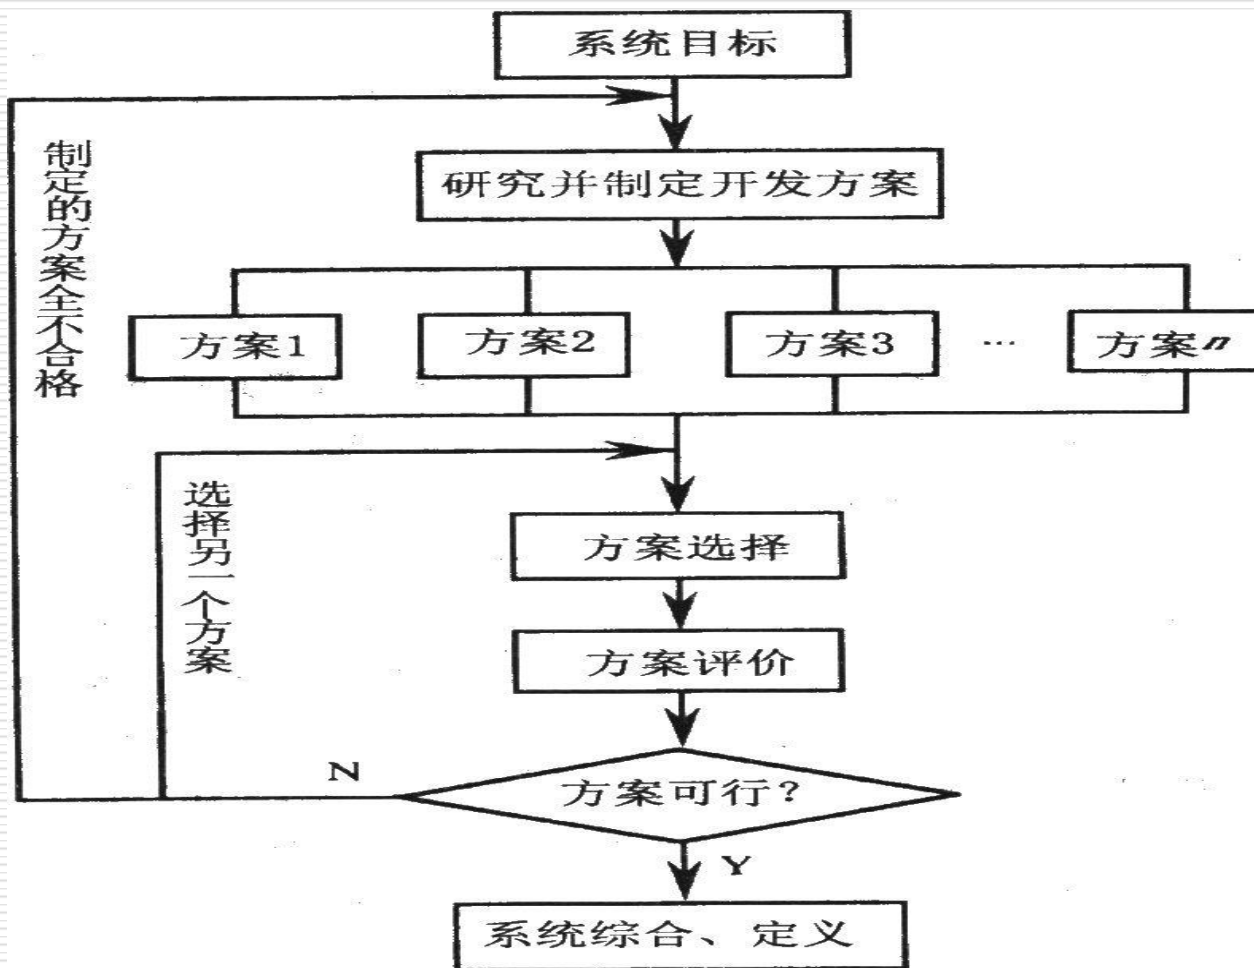 系统目标
制定的方案全不合格
研究并制定开发方案
方案1
方案2
方案3
…
方案n
选择另一个方案
方案选择
方案评价
N
方案可行？
Y
系统综合、定义